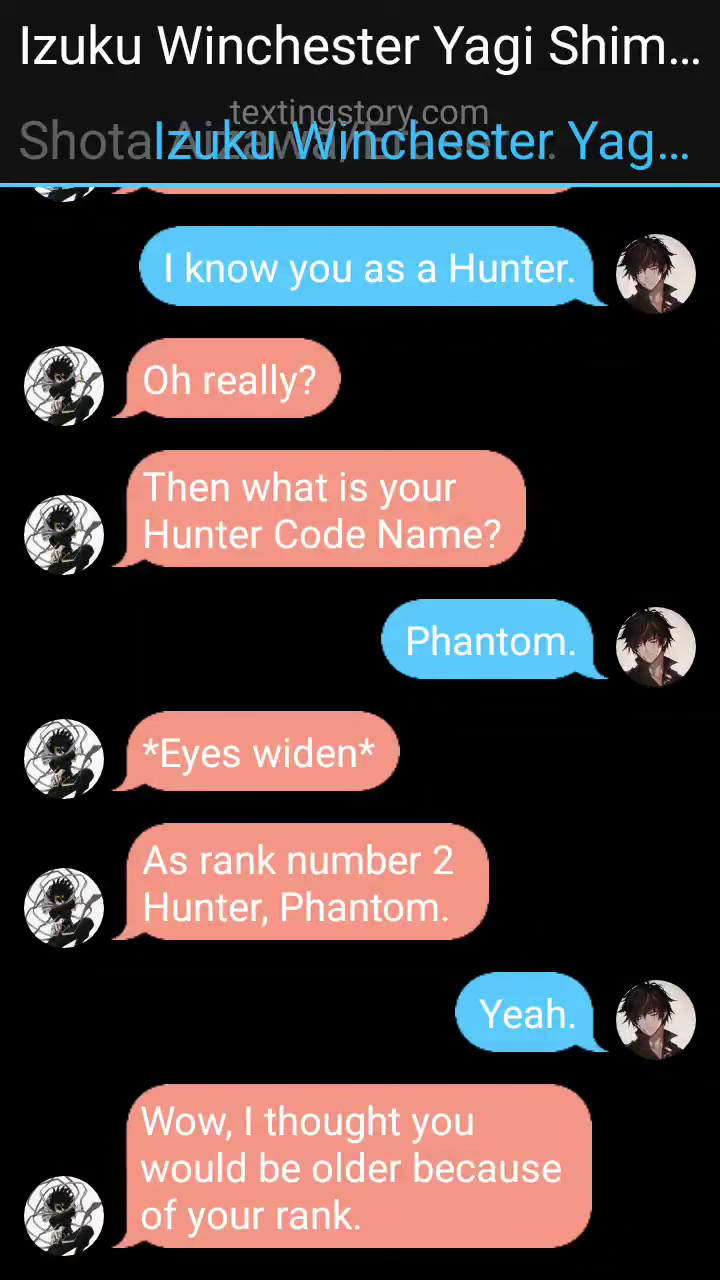 Izuku Winchester Yagi Shim...
textingstory.com
Shota Aizawa/Eraser...
Izuku Winchester Yag...
I know you as a Hunter.
Oh really?
Then what is your
Hunter Code Name?
Phantom.
*Eyes widen*
As rank number 2
Hunter, Phantom.
Yeah.
Wow, I thought you
would be older because
of your rank.